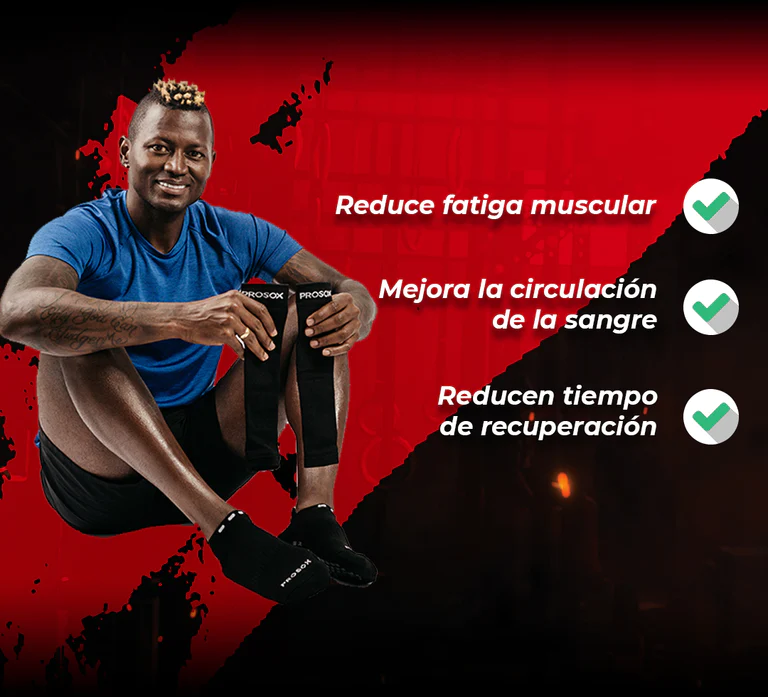 Reduce fatiga muscular
Mejora la circulación
de la sangre
Reducen tiempo
de recuperación
PROSOX
PROSOX
PROSOX